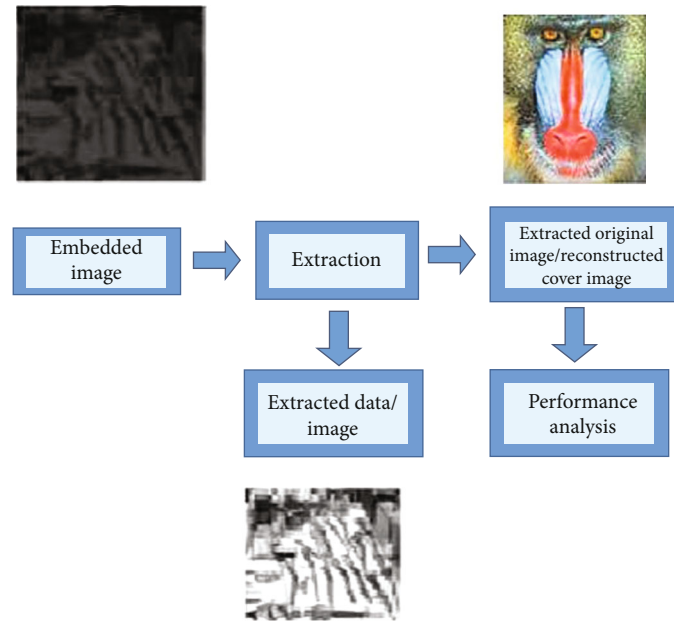 Embedded
image
Extraction
Extracted original
image/reconstructed
cover image
Extracted data/
image
Performance
analysis